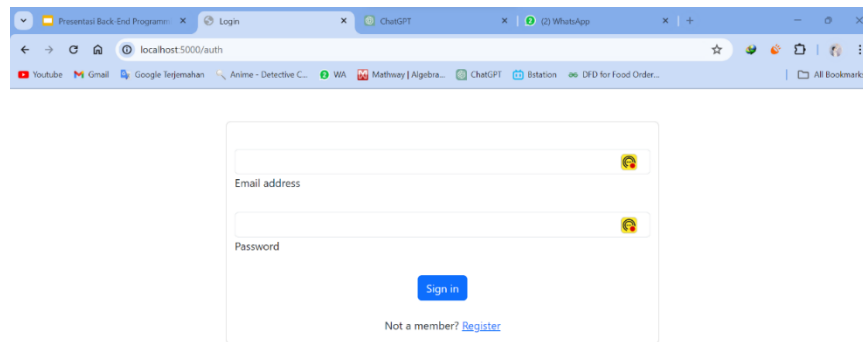 Presentasi Back-End Programmi
Login
ChatGPT
(2) WhatsApp
localhost:5000/auth
Youtube
Gmail
Google Terjemahan
Anime - Detective C...
WA
Mathway | Algebra...
ChatGPT
Bstation
DFD for Food Order...
All Bookmarks
Email address
Password
Sign in
Not a member? Register